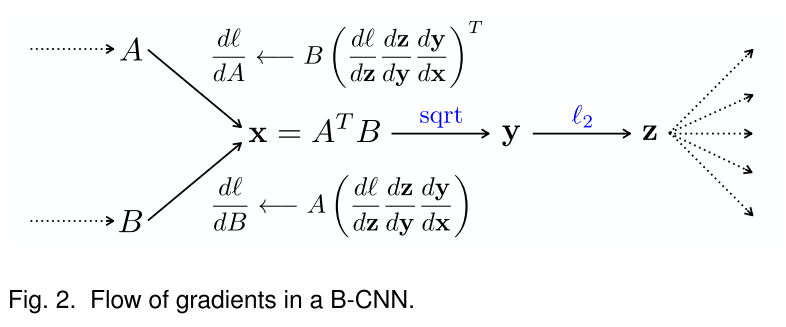 A
dℓ/dA ⟵ B (dℓ/dz dz/dy dy/dx)^T
x = A^T B
sqrt
y
ℓ₂
z
B
dℓ/dB ⟵ A (dℓ/dz dz/dy dy/dx)
Fig. 2. Flow of gradients in a B-CNN.